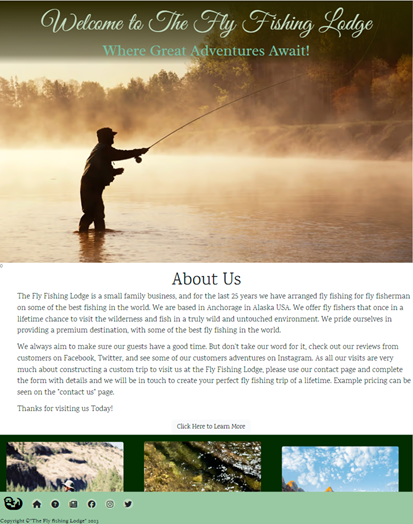 Welcome to The Fly Fishing Lodge
Where Great Adventures Await!
About Us
The Fly Fishing Lodge is a small family business, and for the last 25 years we have arranged fly fishing for fly fisherman
on some of the best fishing in the world. We are based in Anchorage in Alaska USA. We offer fly fishers that once in a
lifetime chance to visit the wilderness and fish in a truly wild and untouched environment. We pride ourselves in
providing a premium destination, with some of the best fly fishing in the world.
We always aim to make sure our guests have a good time. But don't take our word for it, check out our reviews from
customers on Facebook, Twitter, and see some of our customers adventures on Instagram. As all our visits are very
much about constructing a custom trip to visit us at the Fly Fishing Lodge, please use our contact page and complete
the form with details and we will be in touch to create your perfect fly fishing trip of a lifetime. Example pricing can be
seen on the "contact us" page.
Thanks for visiting us Today!
Click Here to Learn More
Copyright ©"The Fly fishing Lodge" 2023